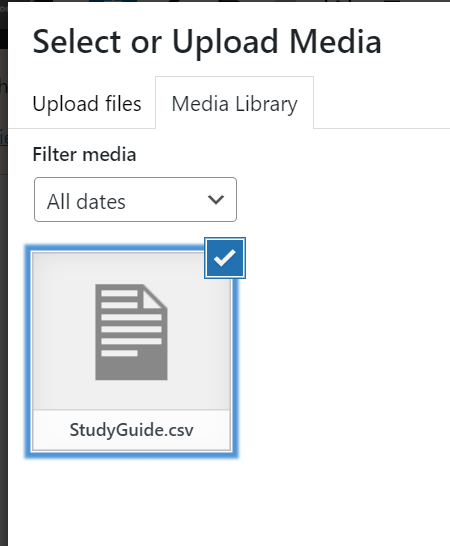 Select or Upload Media
Upload files
Media Library
Filter media
All dates
StudyGuide.csv